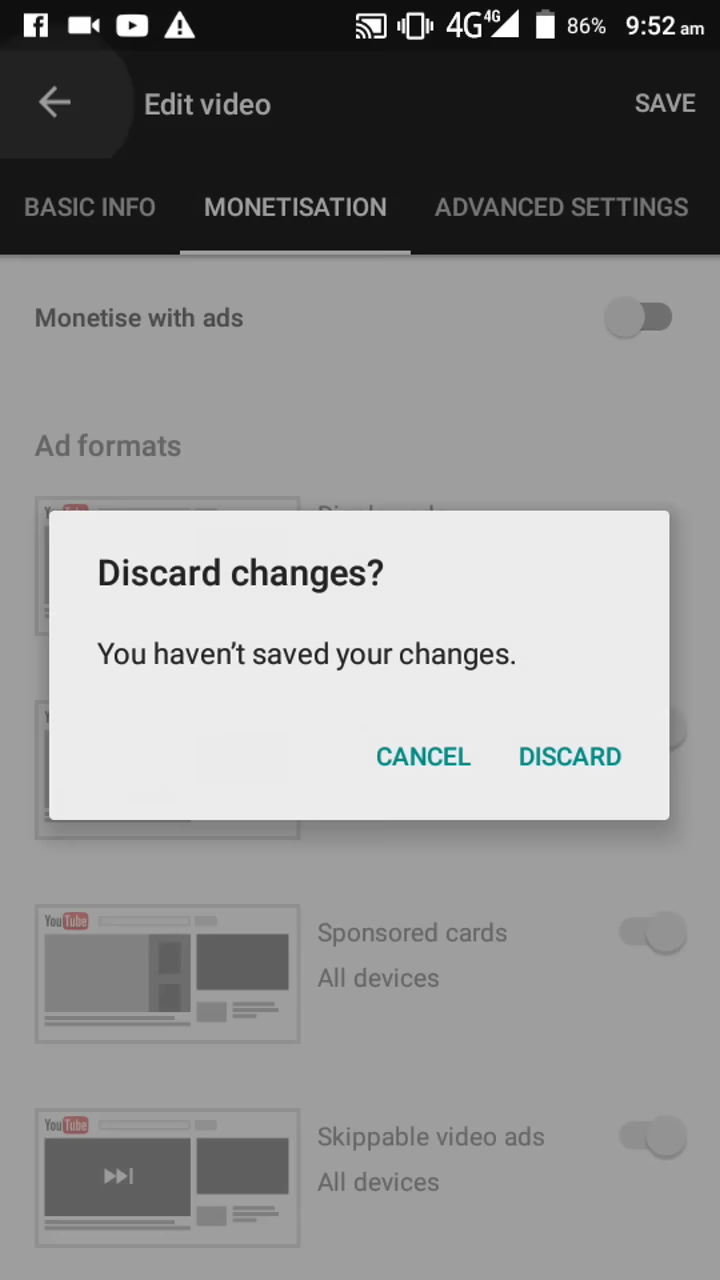 4G 4G 86% 9:52 am
Edit video SAVE
BASIC INFO MONETISATION ADVANCED SETTINGS
Monetise with ads
Ad formats
Discard changes?
You haven't saved your changes.
CANCEL DISCARD
YouTube
Sponsored cards
All devices
YouTube
Skippable video ads
All devices